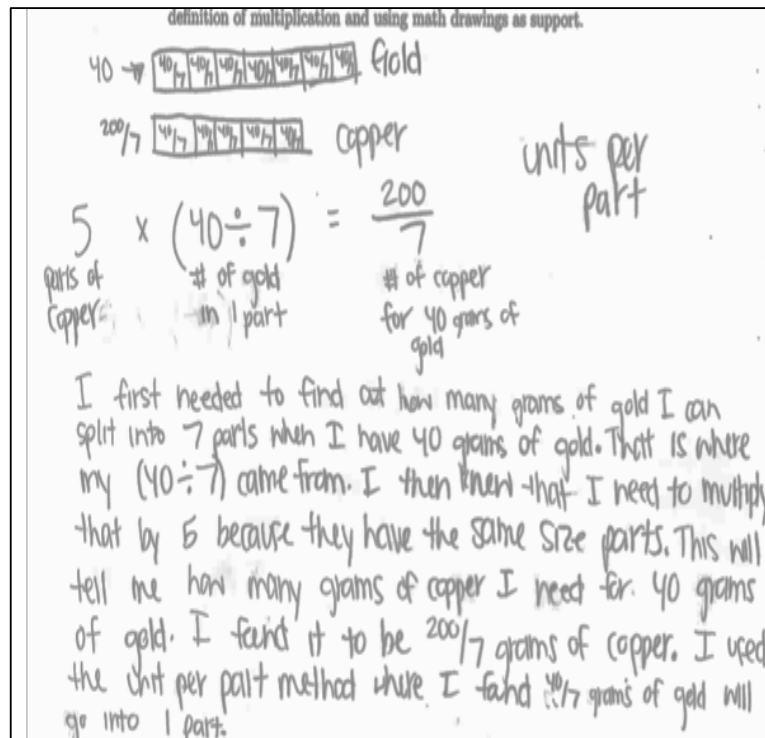 definition of multiplication and using math drawings as support.
40 → 40/7 40/7 40/7 40/7 40/7 40/7 40/7 Gold
200/7 40/7 40/7 40/7 40/7 40/7 copper
units per
part
5 × (40 ÷ 7) = 200/7
parts of # of gold # of copper
copper in 1 part for 40 grams of
gold
I first needed to find out how many grams of gold I can
split into 7 parts when I have 40 grams of gold. That is where
my (40÷7) came from. I then knew that I need to multiply
that by 5 because they have the same size parts. This will
tell me how many grams of copper I need for 40 grams
of gold. I found it to be 200/7 grams of copper. I used
the unit per part method where I found 40/7 grams of gold will
go into 1 part.